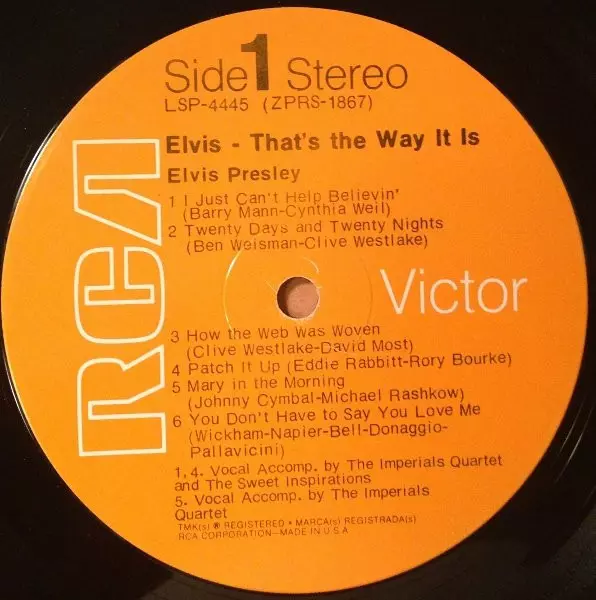 Side 1 Stereo
LSP-4445 (ZPRS-1867)
Elvis - That's the Way It Is
Elvis Presley
1 I Just Can't Help Believin'
(Barry Mann-Cynthia Weil)
2 Twenty Days and Twenty Nights
(Ben Weisman-Clive Westlake)
RCA
Victor
3 How the Web Was Woven
(Clive Westlake-David Most)
4 Patch It Up (Eddie Rabbitt-Rory Bourke)
5 Mary in the Morning
(Johnny Cymbal-Michael Rashkow)
6 You Don't Have to Say You Love Me
(Wickham-Napier-Bell-Donaggio-
Pallavicini)
1,4. Vocal Accomp. by The Imperials Quartet
and The Sweet Inspirations
5. Vocal Accomp. by The Imperials
Quartet
TMK(s) ® REGISTERED • MARCA(s) REGISTRADA(s)
RCA CORPORATION—MADE IN U.S.A